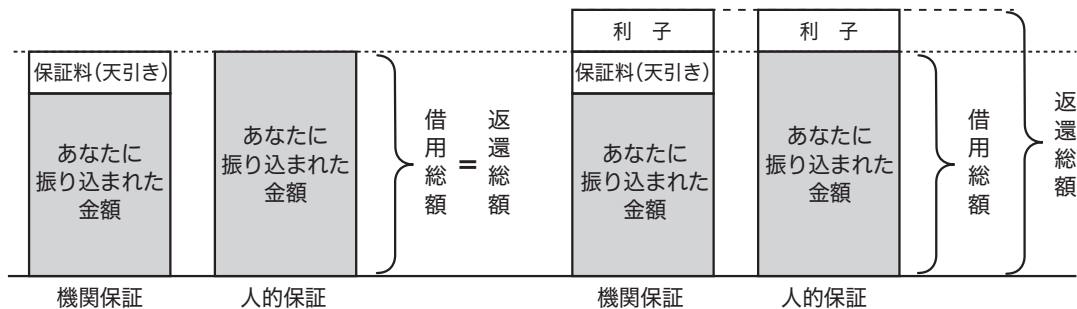 保証料(天引き)
あなたに
振り込まれた
金額
機関保証
あなたに
振り込まれた
金額
人的保証
借用総額
=
返還総額
利　子
保証料(天引き)
あなたに
振り込まれた
金額
機関保証
利　子
あなたに
振り込まれた
金額
人的保証
借用総額
返還総額